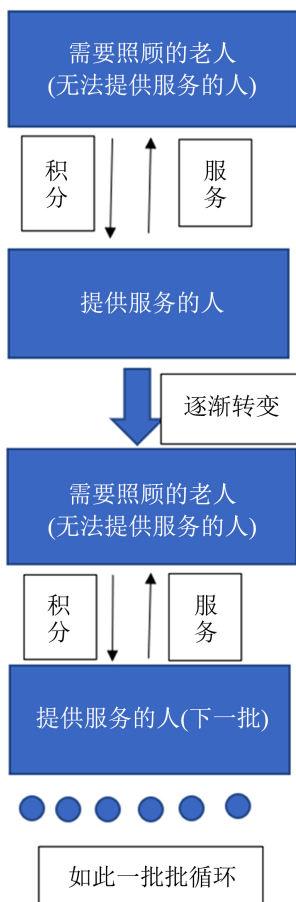 需要照顾的老人
(无法提供服务的人)
积
分
服
务
提供服务的人
逐渐转变
需要照顾的老人
(无法提供服务的人)
积
分
服
务
提供服务的人(下一批)
如此一批批循环